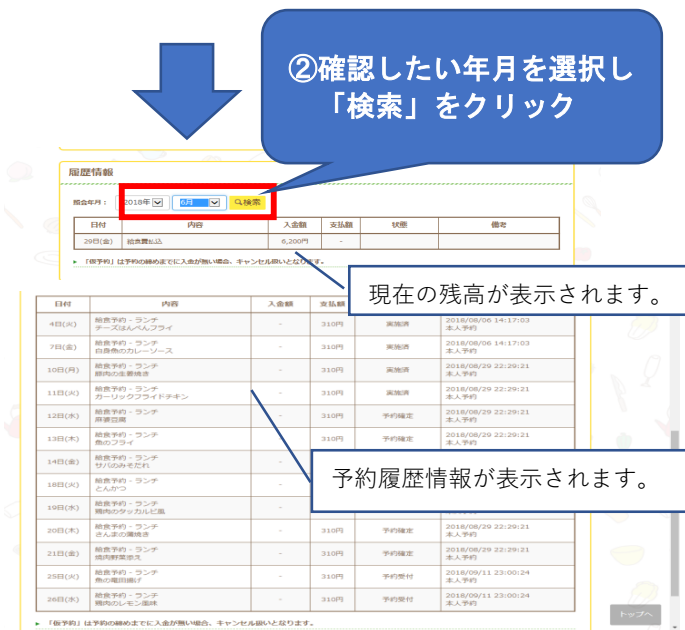 ②確認したい年月を選択し
「検索」をクリック
履歴情報
照会年月： 2018年 6月 検索
日付 内容 入金額 支払額 状態 備考
29日(金) 給食費払込 6,200円 -
▶ 「仮予約」は予約の締めまでに入金が無い場合、キャンセル扱いとなります。
現在の残高が表示されます。
日付 内容 入金額 支払額
4日(火) 給食予約 - ランチ - 310円 実施済 2018/08/06 14:17:03
チーズはんぺんフライ 本人予約
7日(金) 給食予約 - ランチ - 310円 実施済 2018/08/06 14:17:03
白身魚のカレーソース 本人予約
10日(月) 給食予約 - ランチ - 310円 実施済 2018/08/29 22:29:21
豚肉の生姜焼き 本人予約
11日(火) 給食予約 - ランチ - 310円 実施済 2018/08/29 22:29:21
ガーリックフライドチキン 本人予約
12日(水) 給食予約 - ランチ - 310円 予約確定 2018/08/29 22:29:21
麻婆豆腐 本人予約
13日(木) 給食予約 - ランチ 310円 予約確定 2018/08/29 22:29:21
魚のフライ 本人予約
14日(金) 給食予約 - ランチ
サバのみそだれ
予約履歴情報が表示されます。
18日(火) 給食予約 - ランチ
とんかつ
19日(水) 給食予約 - ランチ
鶏肉のタッカルビ風
20日(木) 給食予約 - ランチ - 310円 予約確定 2018/08/29 22:29:21
さんまの蒲焼き 本人予約
21日(金) 給食予約 - ランチ - 310円 予約確定 2018/08/29 22:29:21
焼肉野菜添え 本人予約
25日(火) 給食予約 - ランチ - 310円 予約受付 2018/09/11 23:00:24
魚の竜田揚げ 本人予約
26日(水) 給食予約 - ランチ - 310円 予約受付 2018/09/11 23:00:24
鶏肉のレモン風味 本人予約
▶ 「仮予約」は予約の締めまでに入金が無い場合、キャンセル扱いとなります。
トップへ